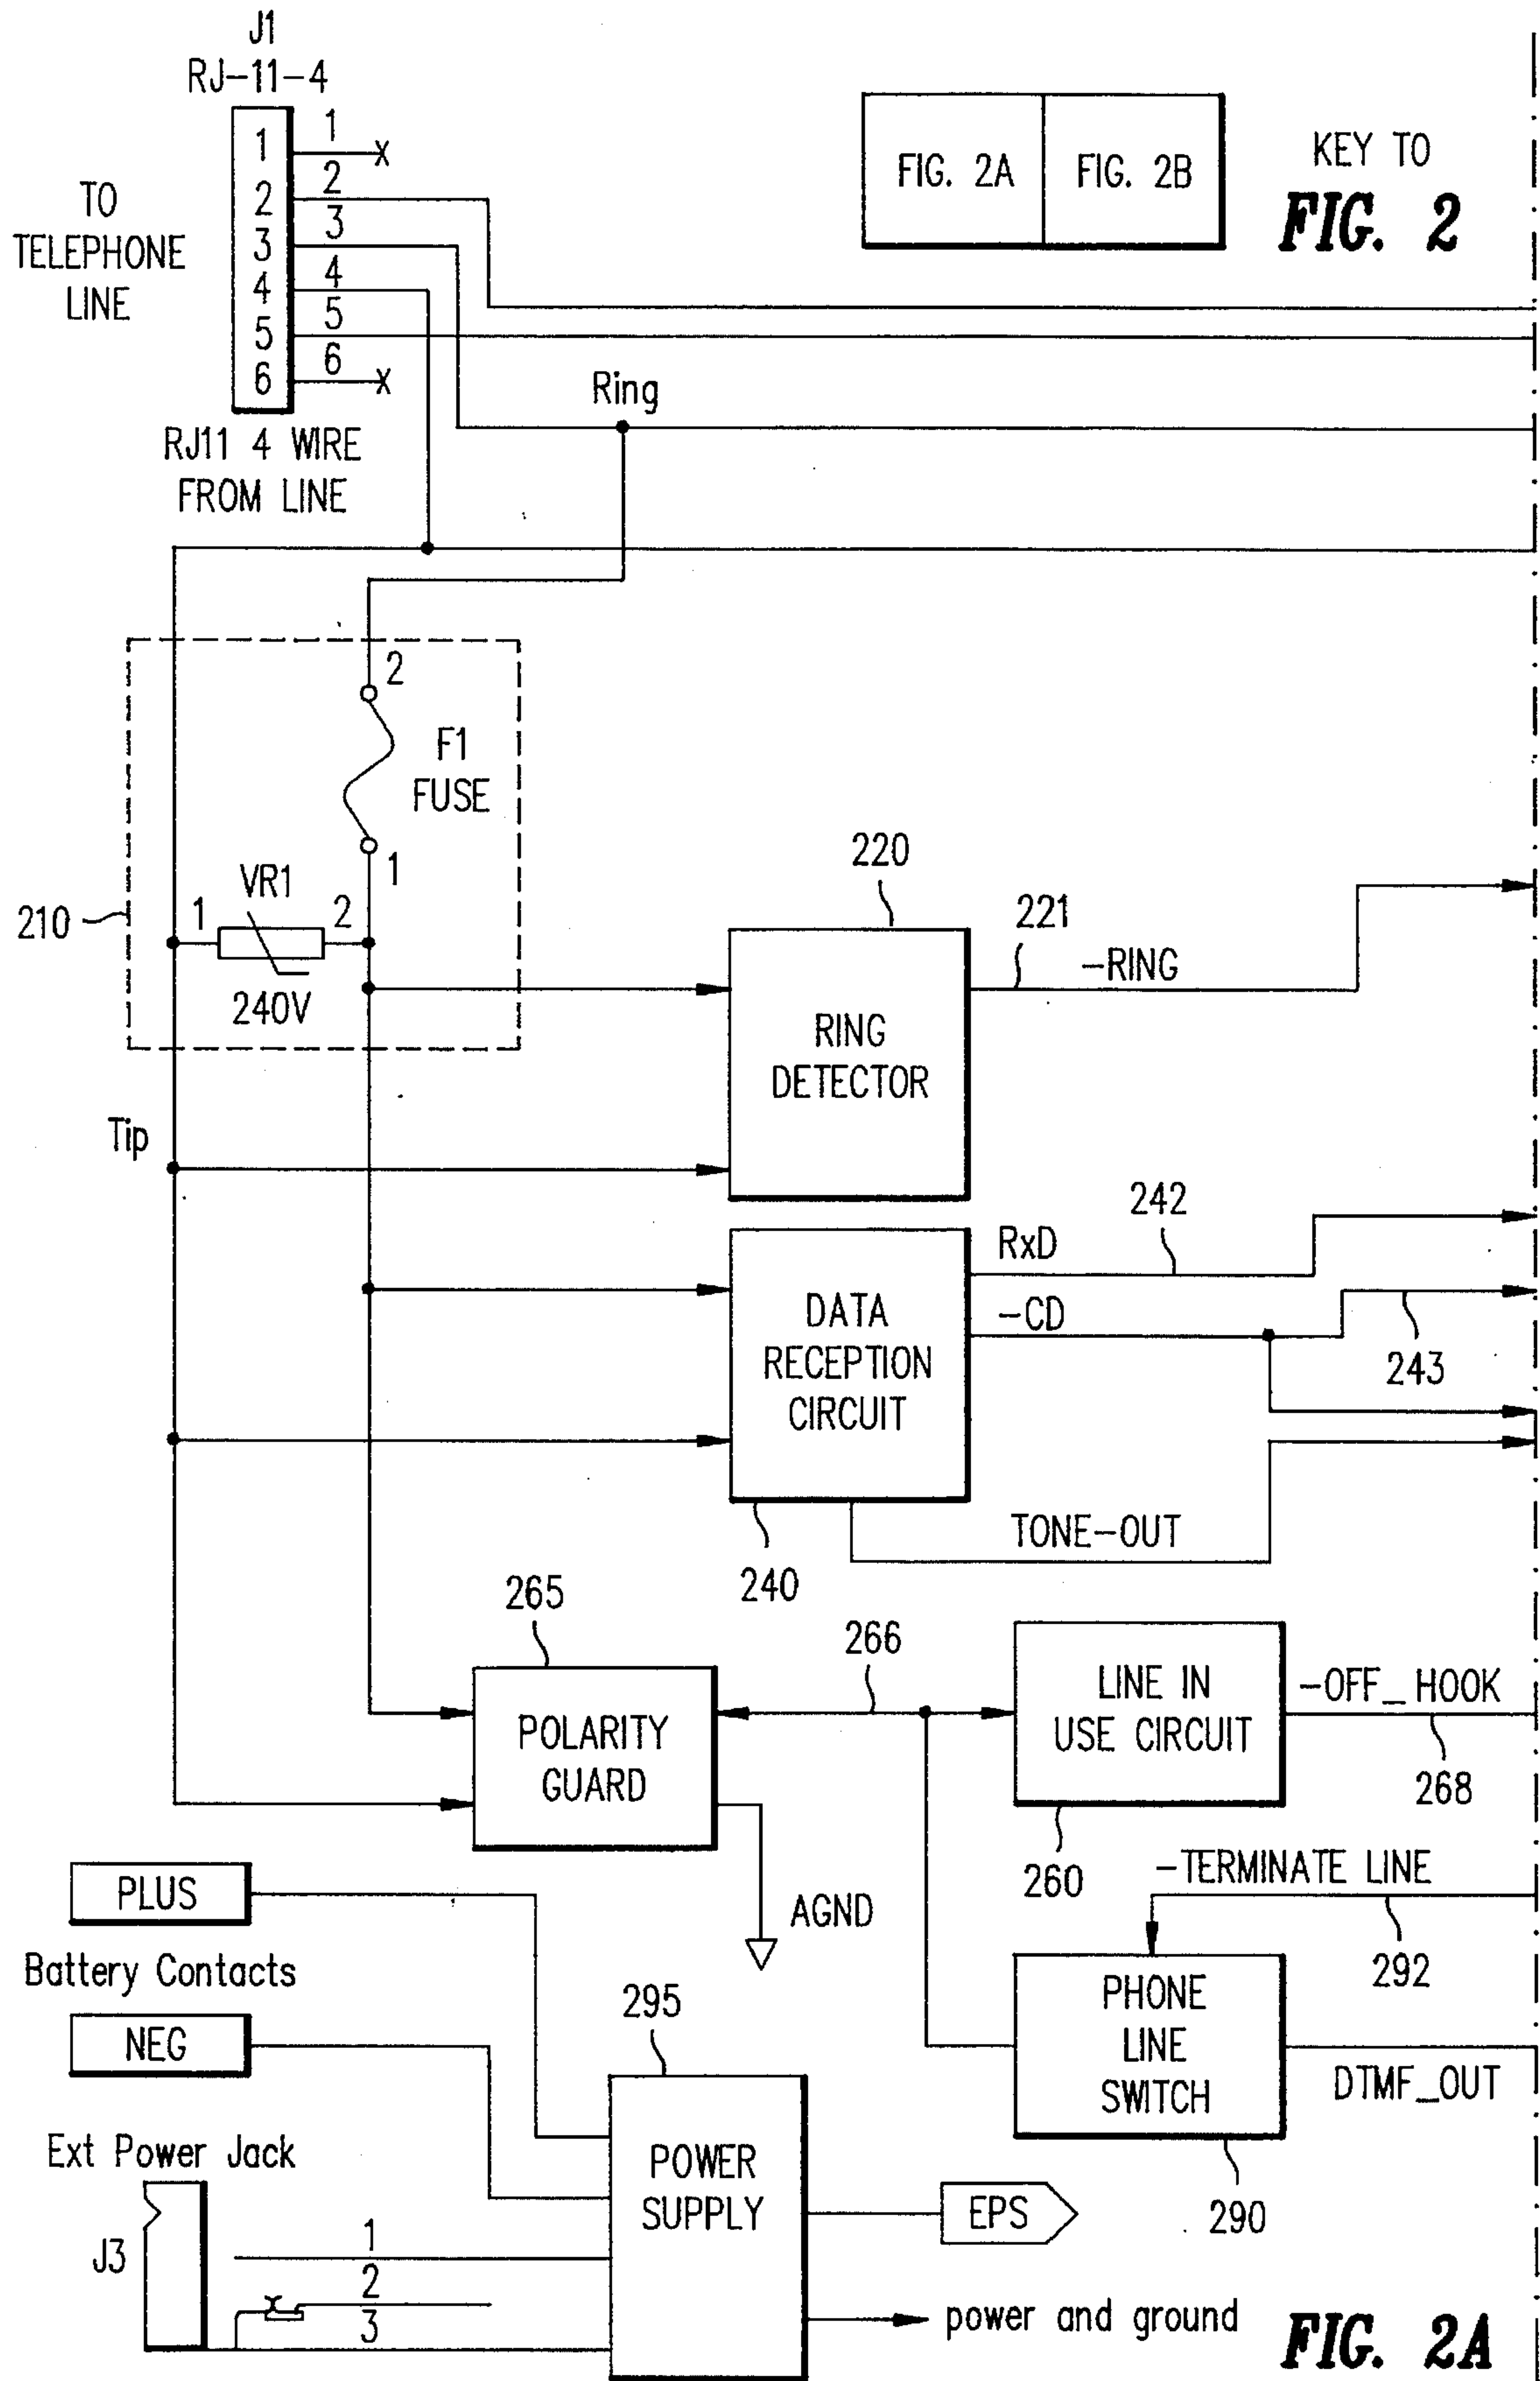 J1
RJ-11-4
TO
TELEPHONE
LINE
1 1
2 2
3 3
4 4
5 5
6 6
X
X
RJ11 4 WIRE
FROM LINE
FIG. 2A FIG. 2B
KEY TO
FIG. 2
Ring
2
F1
FUSE
1
VR1
1 2
240V
210
Tip
220
RING
DETECTOR
221
-RING
DATA
RECEPTION
CIRCUIT
240
RxD
242
-CD
243
TONE-OUT
265
POLARITY
GUARD
266
LINE IN
USE CIRCUIT
260
-OFF_HOOK
268
AGND
-TERMINATE LINE
292
PHONE
LINE
SWITCH
290
DTMF_OUT
PLUS
Battery Contacts
NEG
Ext Power Jack
J3
1
2
3
295
POWER
SUPPLY
EPS
power and ground
FIG. 2A